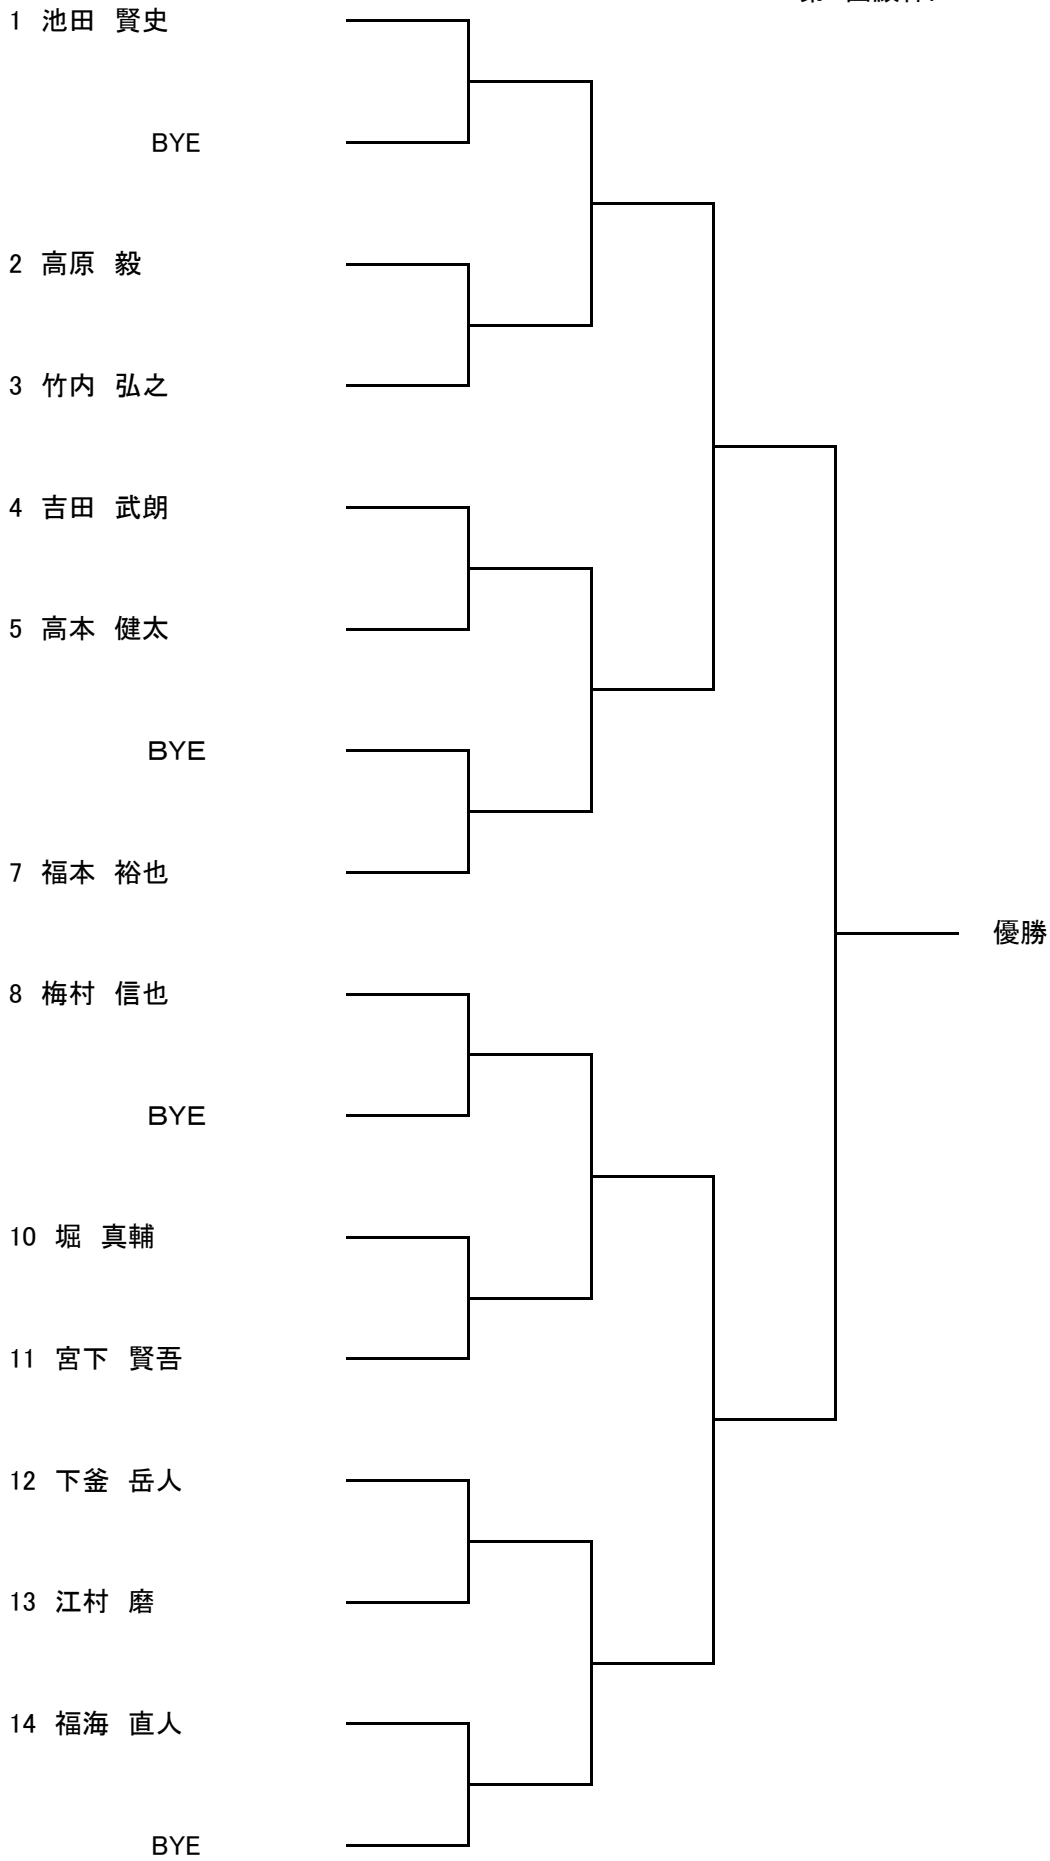 1 池田 賢史
BYE
2 高原 毅
3 竹内 弘之
4 吉田 武朗
5 高本 健太
BYE
7 福本 裕也
優勝
8 梅村 信也
BYE
10 堀 真輔
11 宮下 賢吾
12 下釜 岳人
13 江村 磨
14 福海 直人
BYE